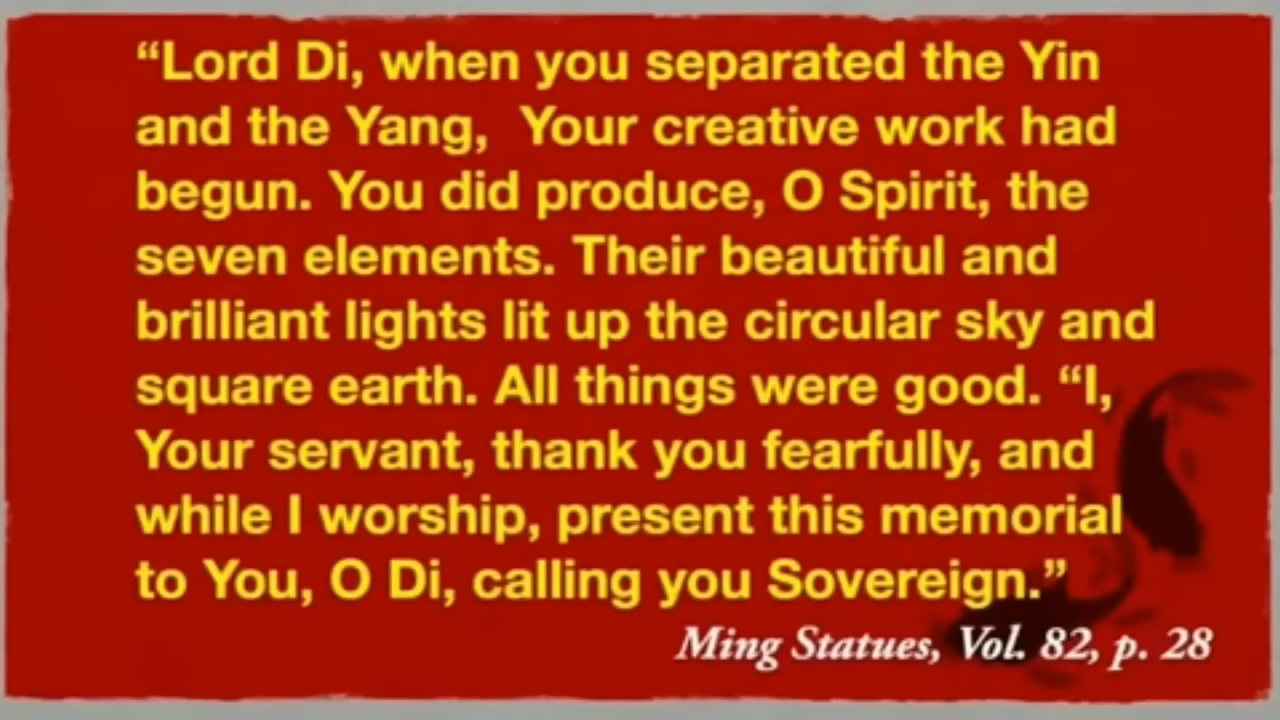 “Lord Di, when you separated the Yin
and the Yang,  Your creative work had
begun. You did produce, O Spirit, the
seven elements. Their beautiful and
brilliant lights lit up the circular sky and
square earth. All things were good. “I,
Your servant, thank you fearfully, and
while I worship, present this memorial
to You, O Di, calling you Sovereign.”
Ming Statues, Vol. 82, p. 28